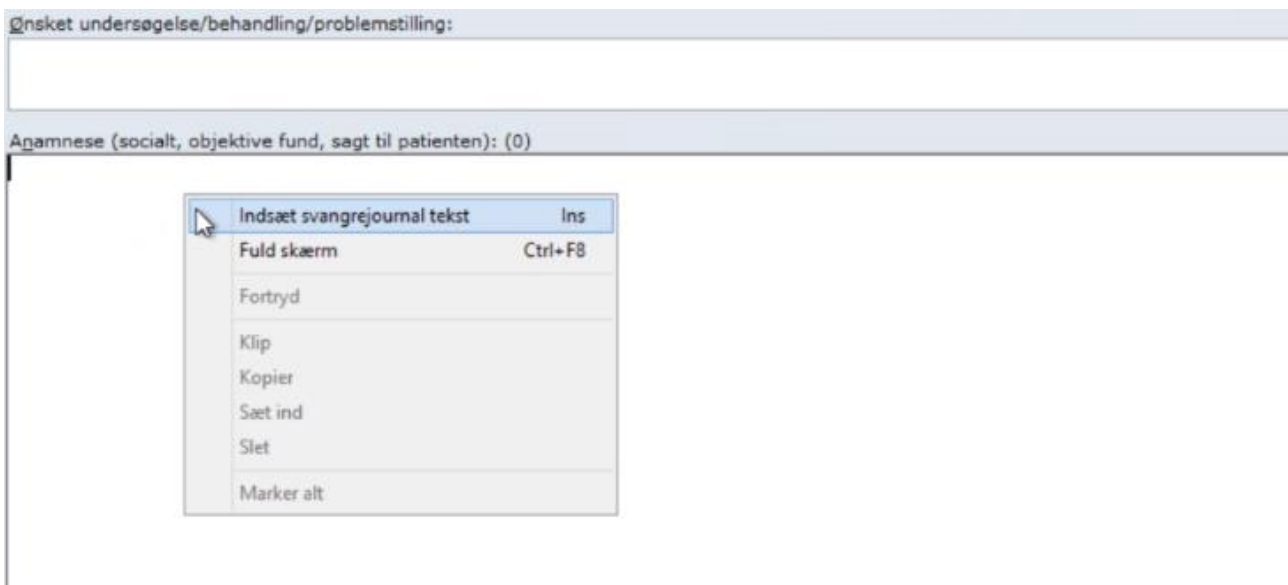 Ønsket undersøgelse/behandling/problemstilling:
Anamnese (socialt, objektive fund, sagt til patienten): (0)
Indsæt svangrejournal tekst Ins
Fuld skærm Ctrl+F8
Fortryd
Klip
Kopier
Sæt ind
Slet
Marker alt